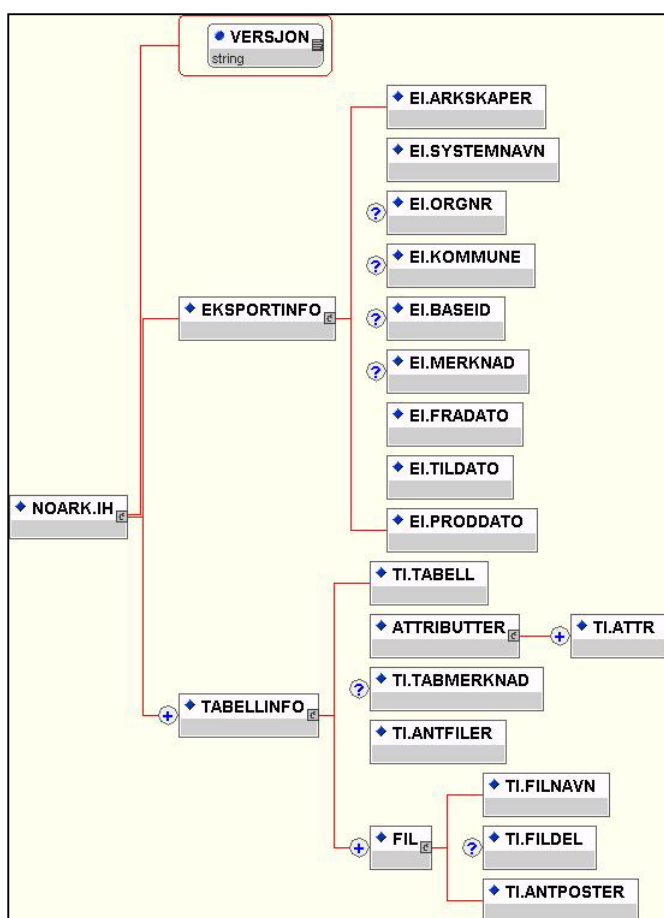 VERSJON
string
EI.ARKSKAPER
EI.SYSTEMNAVN
? EI.ORGNR
? EI.KOMMUNE
EKSPORTINFO
? EI.BASEID
? EI.MERKNAD
EI.FRADATO
EI.TILDATO
NOARK.IH
EI.PRODDATO
TI.TABELL
ATTRIBUTTER
+ TI.ATTR
+ TABELLINFO
? TI.TABMERKNAD
TI.ANTFILER
TI.FILNAVN
+ FIL
? TI.FILDEL
TI.ANTPOSTER